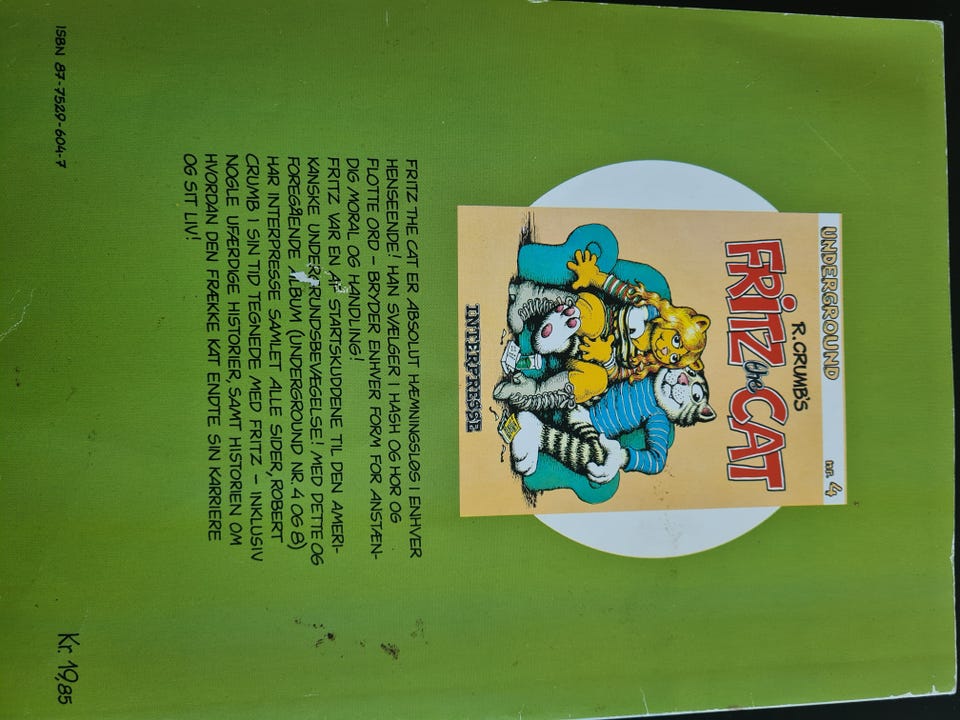 UNDERGROUND nr. 4
R. CRUMB'S
FRITZ the CAT
INTERPRESSE
FRITZ THE CAT ER ABSOLUT HÆMNINGSLØS I ENHVER
HENSEENDE! HAN SVÆLGER I HASH OG HOR OG
FLOTTE ORD – BRYDER ENHVER FORM FOR ANSTÆN-
DIG MORAL OG HANDLING!
FRITZ VAR EN AF STARTSKUDDENE TIL DEN AMERI-
KANSKE UNDERGRUNDSBEVÆGELSE! MED DETTE OG
FOREGÅENDE ALBUM (UNDERGROUND NR. 4 OG 8)
HAR INTERPRESSE SAMLET ALLE SIDER, ROBERT
CRUMB I SIN TID TEGNEDE MED FRITZ – INKLUSIV
NOGLE UFÆRDIGE HISTORIER, SAMT HISTORIEN OM
HVORDAN DEN FRÆKKE KAT ENDTE SIN KARRIERE
OG SIT LIV!
ISBN 87-7529-604-7
Kr. 19,85